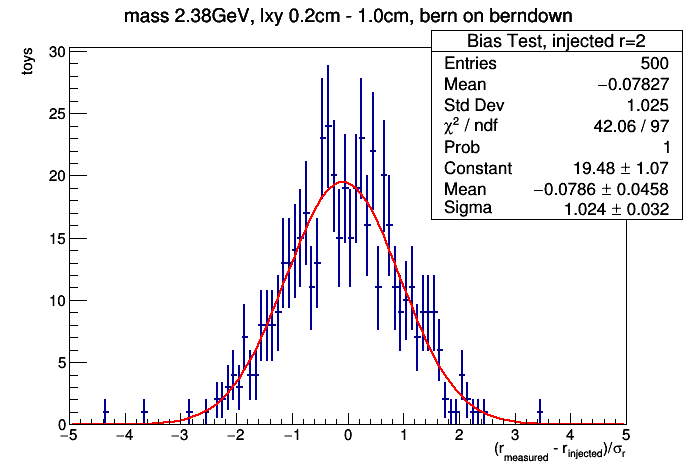 mass 2.38GeV, lxy 0.2cm - 1.0cm, bern on berndown
toys
Bias Test, injected r=2
Entries 500
Mean −0.07827
Std Dev 1.025
χ² / ndf 42.06 / 97
Prob 1
Constant 19.48 ± 1.07
Mean −0.0786 ± 0.0458
Sigma 1.024 ± 0.032
30
25
20
15
10
5
0
−5 −4 −3 −2 −1 0 1 2 3 4 5
(r_measured - r_injected)/σ_r